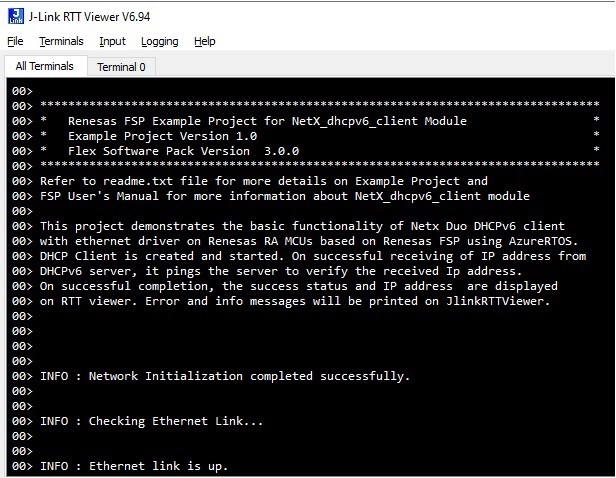 J-Link RTT Viewer V6.94
File Terminals Input Logging Help
All Terminals Terminal 0
00>
00> ********************************************************************************
00> *   Renesas FSP Example Project for NetX_dhcpv6_client Module                  *
00> *   Example Project Version 1.0                                                *
00> *   Flex Software Pack Version  3.0.0                                          *
00> ********************************************************************************
00> Refer to readme.txt file for more details on Example Project and
00> FSP User's Manual for more information about NetX_dhcpv6_client module
00>
00> This project demonstrates the basic functionality of Netx Duo DHCPv6 client
00> with ethernet driver on Renesas RA MCUs based on Renesas FSP using AzureRTOS.
00> DHCP Client is created and started. On successful receiving of IP address from
00> DHCPv6 server, it pings the server to verify the received Ip address.
00> On successful completion, the success status and IP address  are displayed
00> on RTT viewer. Error and info messages will be printed on JlinkRTTViewer.
00>
00>
00>
00>
00> INFO : Network Initialization completed successfully.
00>
00>
00> INFO : Checking Ethernet Link...
00>
00>
00> INFO : Ethernet link is up.